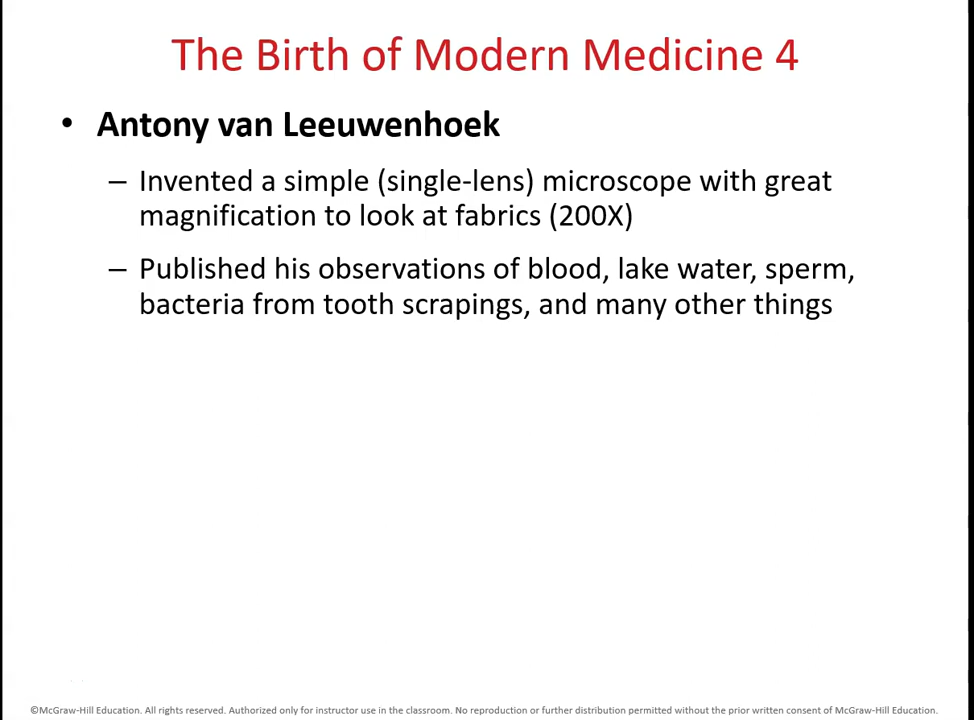 The Birth of Modern Medicine 4
• Antony van Leeuwenhoek
– Invented a simple (single-lens) microscope with great
magnification to look at fabrics (200X)
– Published his observations of blood, lake water, sperm,
bacteria from tooth scrapings, and many other things
©McGraw-Hill Education. All rights reserved. Authorized only for instructor use in the classroom. No reproduction or further distribution permitted without the prior written consent of McGraw-Hill Education.